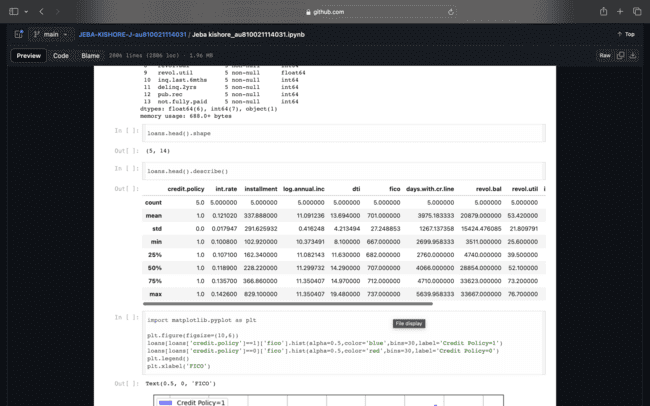 github.com
main
JEBA-KISHORE-J-au810021114031 / Jeba kishore_au810021114031.ipynb
Top
Preview Code Blame 2086 lines (2086 loc) · 1.96 MB Raw
9 revol.util 5 non-null float64
10 inq.last.6mths 5 non-null int64
11 delinq.2yrs 5 non-null int64
12 pub.rec 5 non-null int64
13 not.fully.paid 5 non-null int64
dtypes: float64(6), int64(7), object(1)
memory usage: 688.0+ bytes
In [ ]: loans.head().shape
Out[ ]: (5, 14)
In [ ]: loans.head().describe()
Out[ ]: credit.policy int.rate installment log.annual.inc dti fico days.with.cr.line revol.bal revol.util i
count 5.0 5.000000 5.000000 5.000000 5.000000 5.000000 5.000000 5.000000 5.000000
mean 1.0 0.121020 337.888000 11.091236 13.694000 701.000000 3975.183333 20879.000000 53.420000
std 0.0 0.017947 291.625932 0.416248 4.213494 27.248853 1267.137358 15424.476085 21.809791
min 1.0 0.100800 102.920000 10.373491 8.100000 667.000000 2699.958333 3511.000000 25.600000
25% 1.0 0.107100 162.340000 11.082143 11.630000 682.000000 2760.000000 4740.000000 39.500000
50% 1.0 0.118900 228.220000 11.299732 14.290000 707.000000 4066.000000 28854.000000 52.100000
75% 1.0 0.135700 366.860000 11.350407 14.970000 712.000000 4710.000000 33623.000000 73.200000
max 1.0 0.142600 829.100000 11.350407 19.480000 737.000000 5639.958333 33667.000000 76.700000
In [ ]: import matplotlib.pyplot as plt
File display
plt.figure(figsize=(10,6))
loans[loans['credit.policy']==1]['fico'].hist(alpha=0.5,color='blue',bins=30,label='Credit Policy=1')
loans[loans['credit.policy']==0]['fico'].hist(alpha=0.5,color='red',bins=30,label='Credit Policy=0')
plt.legend()
plt.xlabel('FICO')
Out[ ]: Text(0.5, 0, 'FICO')
Credit Policy=1